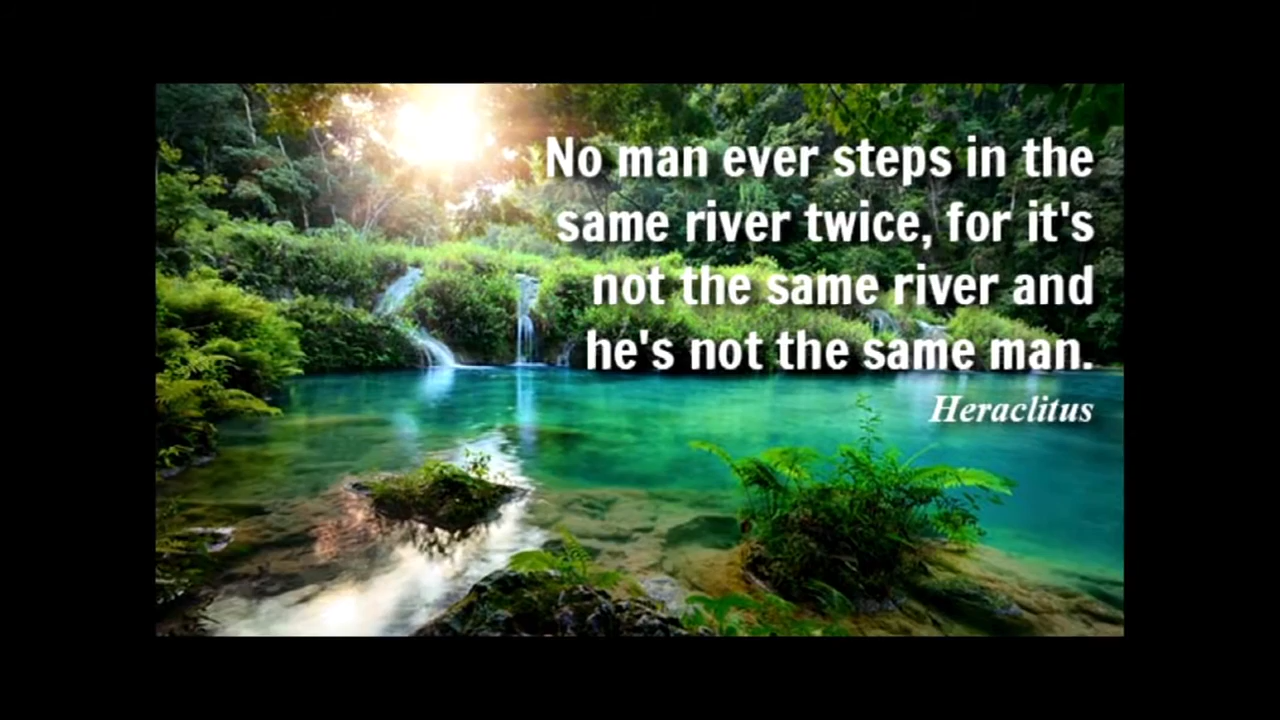 No man ever steps in the
same river twice, for it's
not the same river and
he's not the same man.
Heraclitus